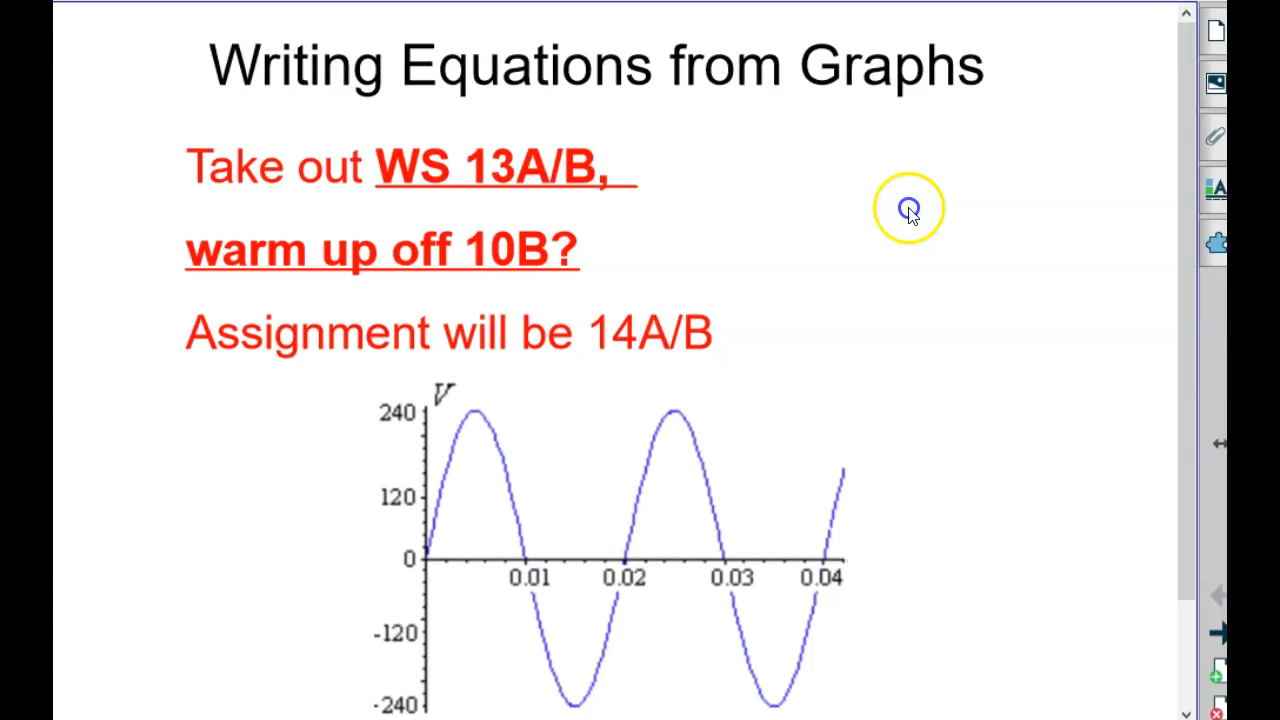 Writing Equations from Graphs
Take out WS 13A/B,
warm up off 10B?
Assignment will be 14A/B
V
240
120
0
0.01 0.02 0.03 0.04
-120
-240